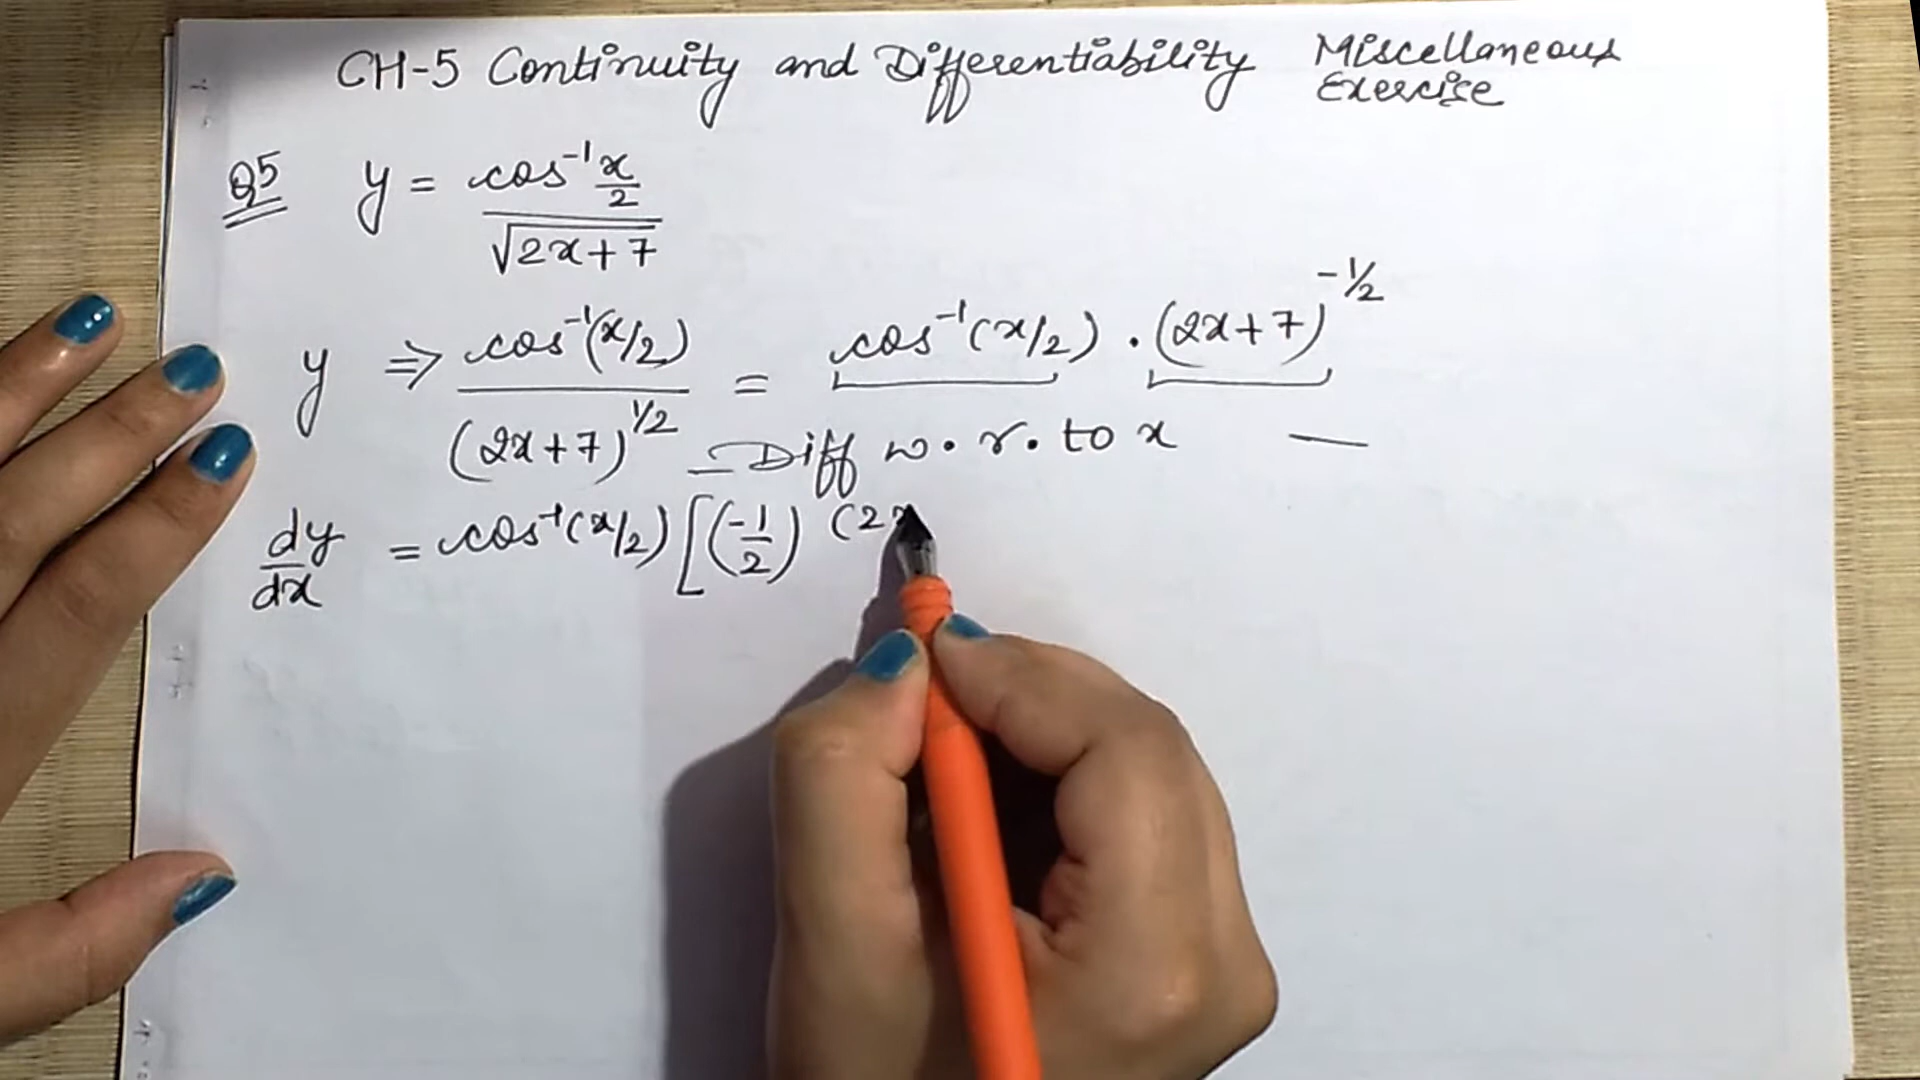 CH-5 Continuity and Differentiability Miscellaneous Exercise
Q5 y = cos⁻¹ x/2 / √2x+7
y ⇒ cos⁻¹(x/2) / (2x+7)^1/2 = cos⁻¹(x/2) . (2x+7)^-1/2
Diff w.r. to x —
dy/dx = cos⁻¹(x/2) [(-1/2) (2x